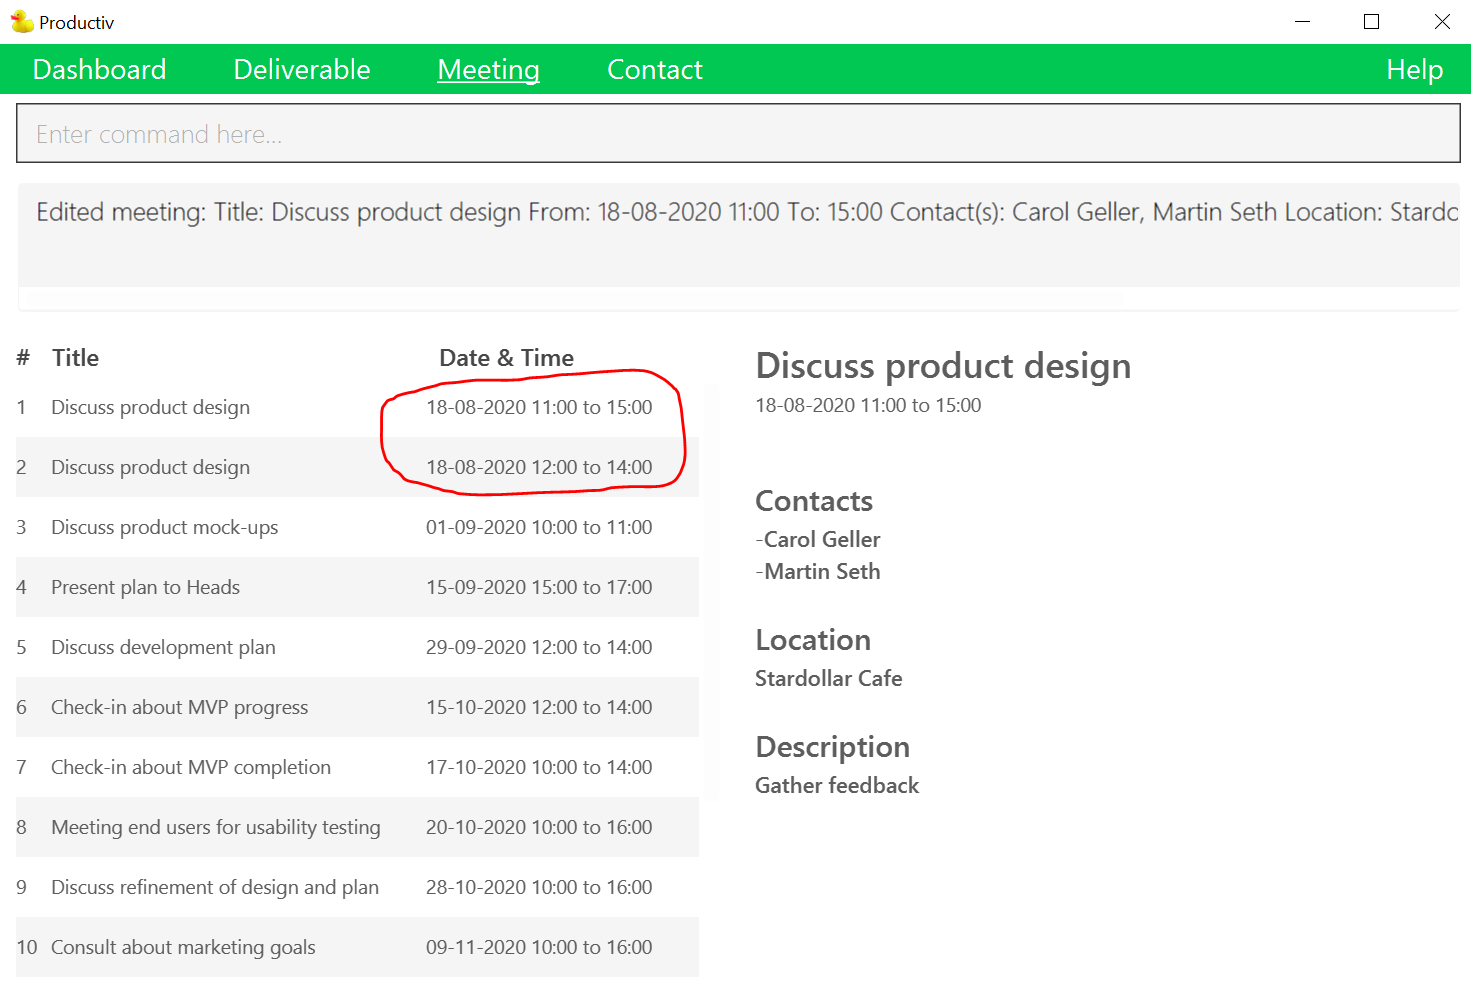 Productiv
Dashboard Deliverable Meeting Contact Help
Enter command here...
Edited meeting: Title: Discuss product design From: 18-08-2020 11:00 To: 15:00 Contact(s): Carol Geller, Martin Seth Location: Stardo
# Title Date & Time
1 Discuss product design 18-08-2020 11:00 to 15:00
2 Discuss product design 18-08-2020 12:00 to 14:00
3 Discuss product mock-ups 01-09-2020 10:00 to 11:00
4 Present plan to Heads 15-09-2020 15:00 to 17:00
5 Discuss development plan 29-09-2020 12:00 to 14:00
6 Check-in about MVP progress 15-10-2020 12:00 to 14:00
7 Check-in about MVP completion 17-10-2020 10:00 to 14:00
8 Meeting end users for usability testing 20-10-2020 10:00 to 16:00
9 Discuss refinement of design and plan 28-10-2020 10:00 to 16:00
10 Consult about marketing goals 09-11-2020 10:00 to 16:00
Discuss product design
18-08-2020 11:00 to 15:00
Contacts
-Carol Geller
-Martin Seth
Location
Stardollar Cafe
Description
Gather feedback